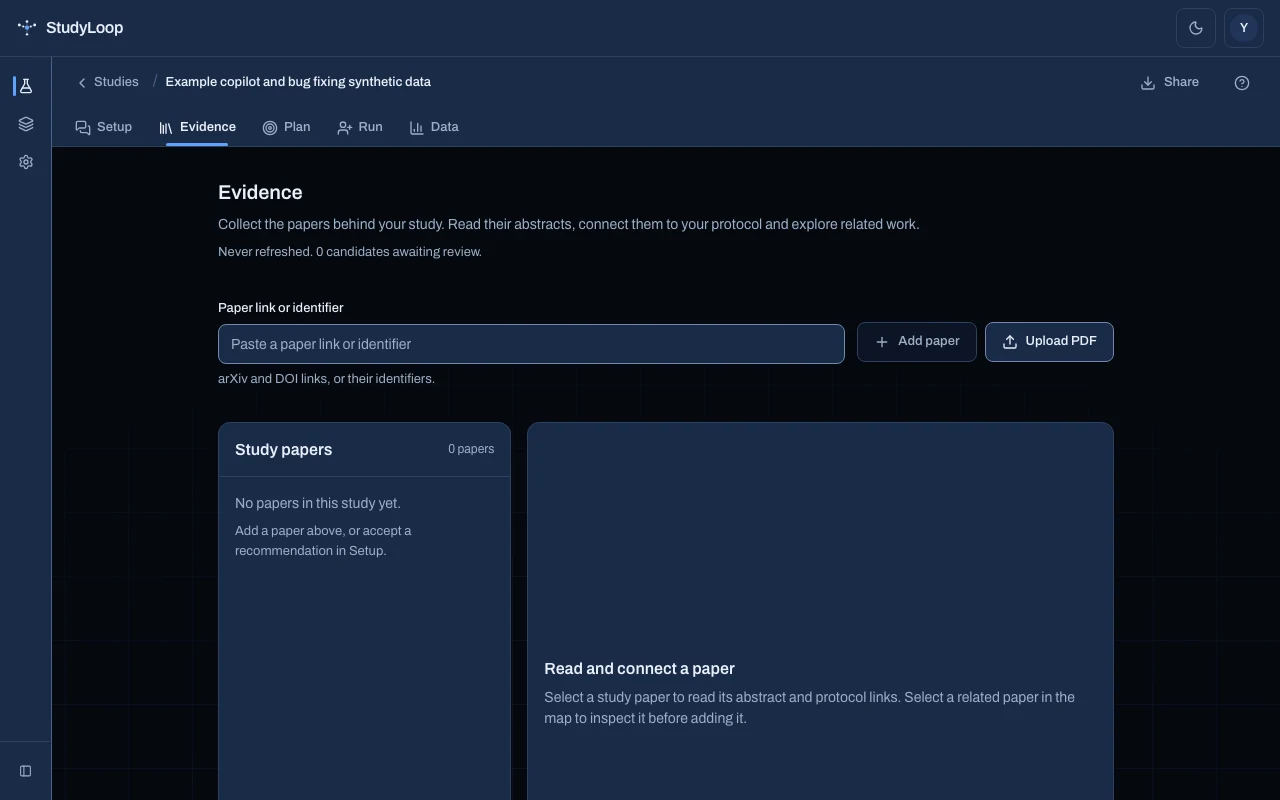 StudyLoop
Y
Studies / Example copilot and bug fixing synthetic data
Share
Setup
Evidence
Plan
Run
Data
Evidence
Collect the papers behind your study. Read their abstracts, connect them to your protocol and explore related work.
Never refreshed. 0 candidates awaiting review.
Paper link or identifier
Paste a paper link or identifier
Add paper
Upload PDF
arXiv and DOI links, or their identifiers.
Study papers
0 papers
No papers in this study yet.
Add a paper above, or accept a
recommendation in Setup.
Read and connect a paper
Select a study paper to read its abstract and protocol links. Select a related paper in the
map to inspect it before adding it.